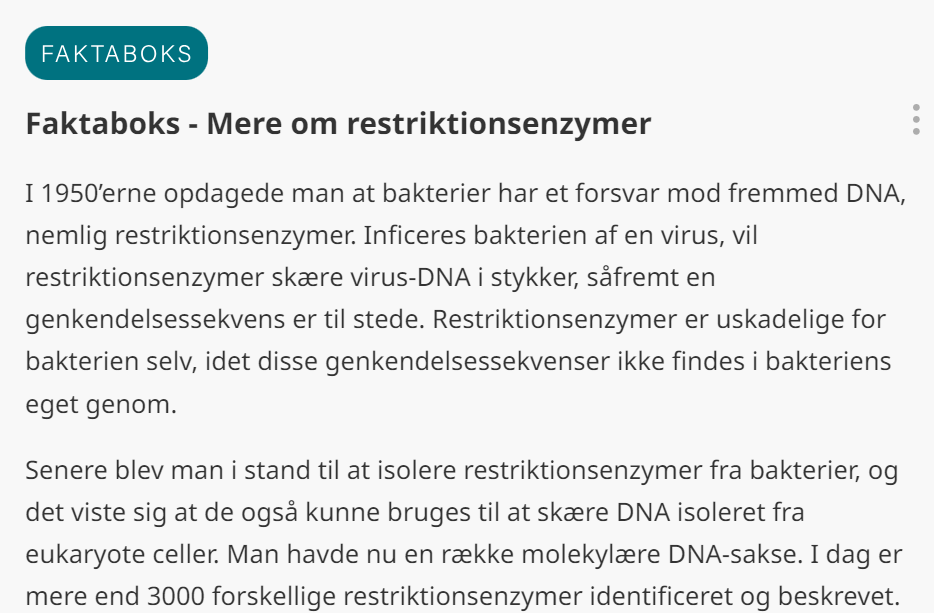 FAKTABOKS
Faktaboks - Mere om restriktionsenzymer
I 1950’erne opdagede man at bakterier har et forsvar mod fremmed DNA,
nemlig restriktionsenzymer. Inficeres bakterien af en virus, vil
restriktionsenzymer skære virus-DNA i stykker, såfremt en
genkendelsessekvens er til stede. Restriktionsenzymer er uskadelige for
bakterien selv, idet disse genkendelsessekvenser ikke findes i bakteriens
eget genom.
Senere blev man i stand til at isolere restriktionsenzymer fra bakterier, og
det viste sig at de også kunne bruges til at skære DNA isoleret fra
eukaryote celler. Man havde nu en række molekylære DNA-sakse. I dag er
mere end 3000 forskellige restriktionsenzymer identificeret og beskrevet.